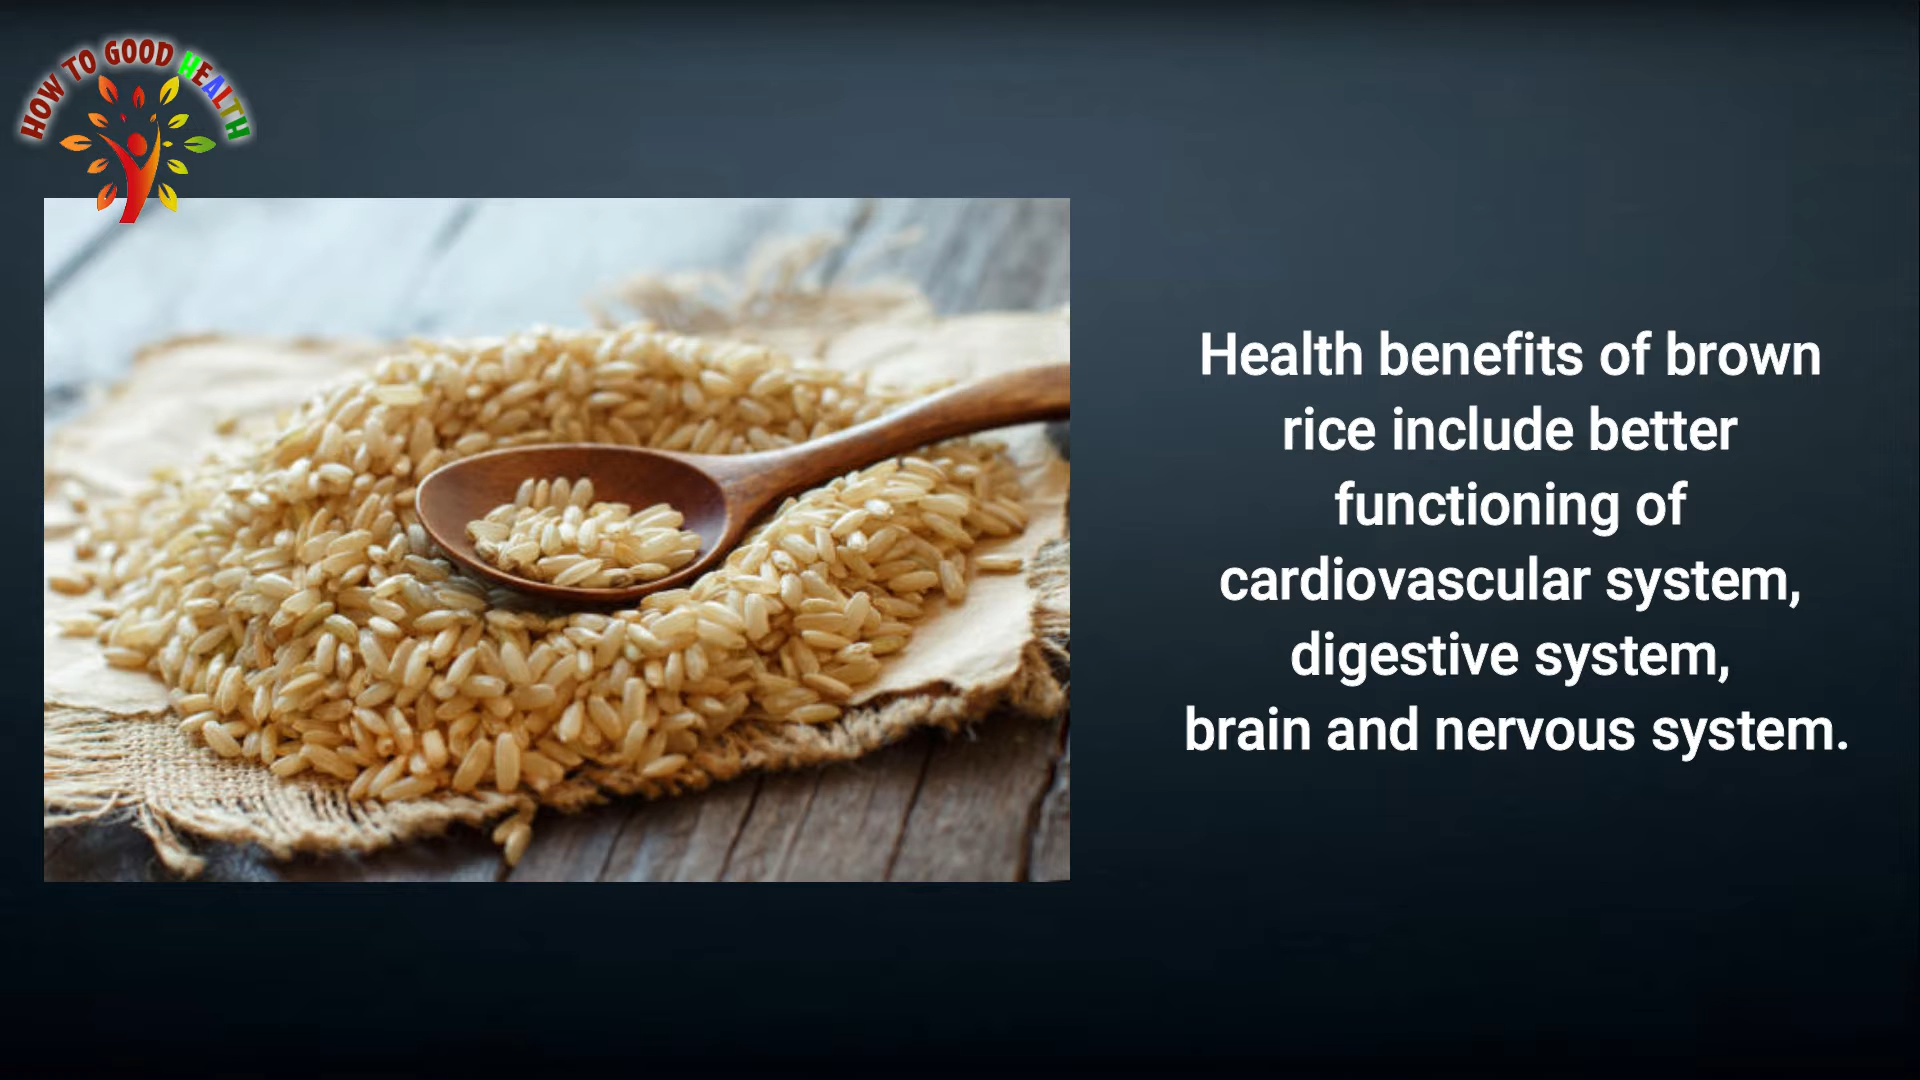 HOW TO GOOD HEALTH
Health benefits of brown
rice include better
functioning of
cardiovascular system,
digestive system,
brain and nervous system.